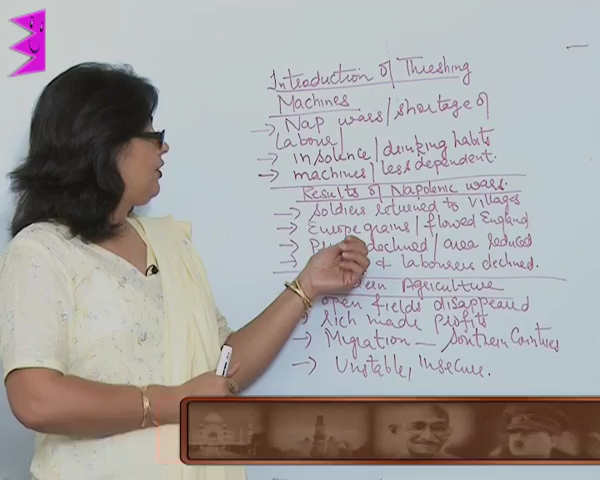 Introduction of Threshing
Machines
→ Nap wars/shortage of
labour/
→ insolence/drinking habits
→ machines/less dependent.
Results of Napolenic wars.
→ Soldiers returned to villages
→ Europe grains/flowed England
→ declined/area reduced
→ & labourers declined.
Agriculture
open fields disappeared
rich made profits
→ Migration — Southern Counties
→ Unstable, Insecure.